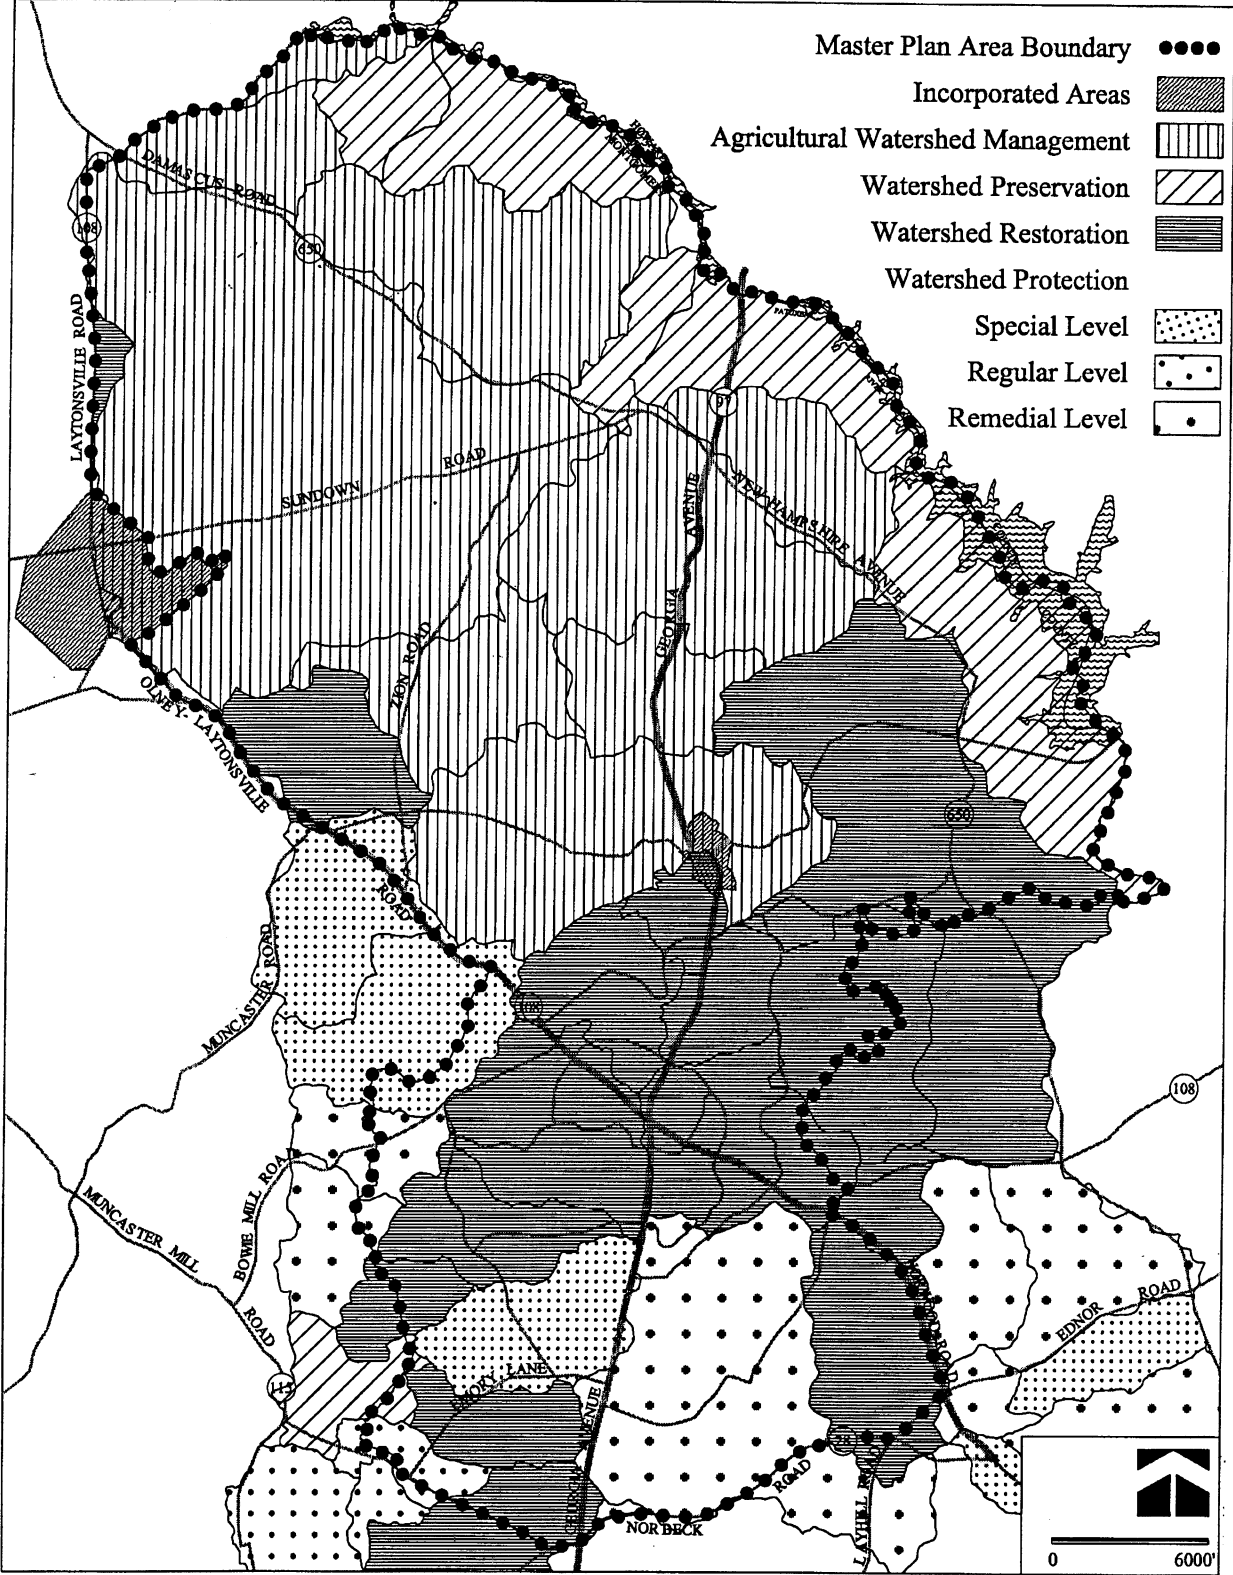 Master Plan Area Boundary
Incorporated Areas
Agricultural Watershed Management
Watershed Preservation
Watershed Restoration
Watershed Protection
Special Level
Regular Level
Remedial Level
HOWARD
MONTGOMERY
DAMASCUS ROAD
108
650
LAYTONSVILLE ROAD
97
SUNDOWN ROAD
AVENUE
NEW HAMPSHIRE AVENUE
GEORGIA
ZION ROAD
OLNEY - LAYTONSVILLE
650
ROAD
MUNCASTER ROAD
108
108
BOWIE MILL ROAD
MUNCASTER MILL
ROAD
EDNOR ROAD
EMORY LANE
115
GEORGIA AVENUE
28
ROAD
NORBECK
LAYHILL ROAD
0 6000'